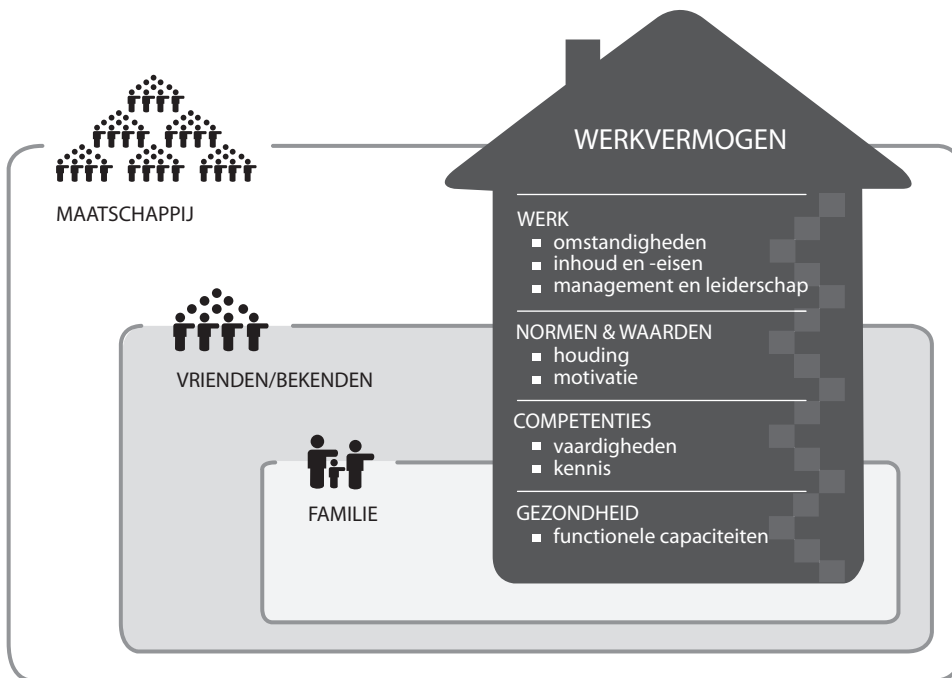 WERKVERMOGEN
MAATSCHAPPIJ
WERK
omstandigheden
inhoud en -eisen
management en leiderschap
NORMEN & WAARDEN
houding
motivatie
VRIENDEN/BEKENDEN
COMPETENTIES
vaardigheden
kennis
FAMILIE
GEZONDHEID
functionele capaciteiten